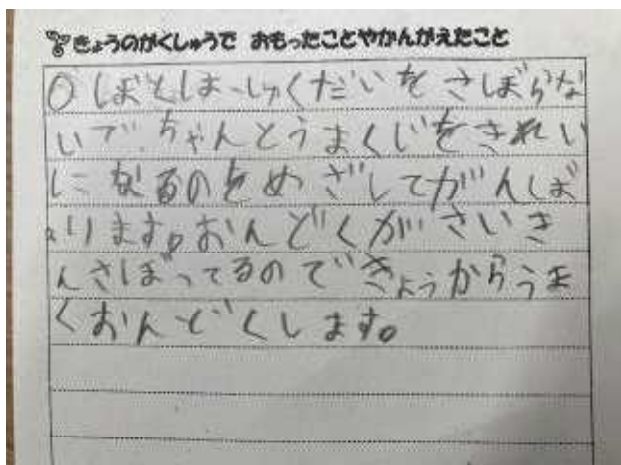 きょうのがくしゅうで おもったことやかんがえたこと
○ぼくしは、しゅくだいを さぼらな
いで、ちゃんとうまくじをきれい
になるのをめざしてがんば
ります。おんどくがさいき
んさぼってるのできょうからうま
くおんどくします。